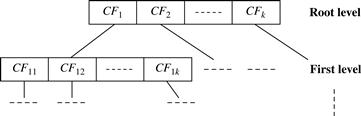 CF₁ CF₂ ----- CFₖ Root level
CF₁₁ CF₁₂ ----- CF₁ₖ First level